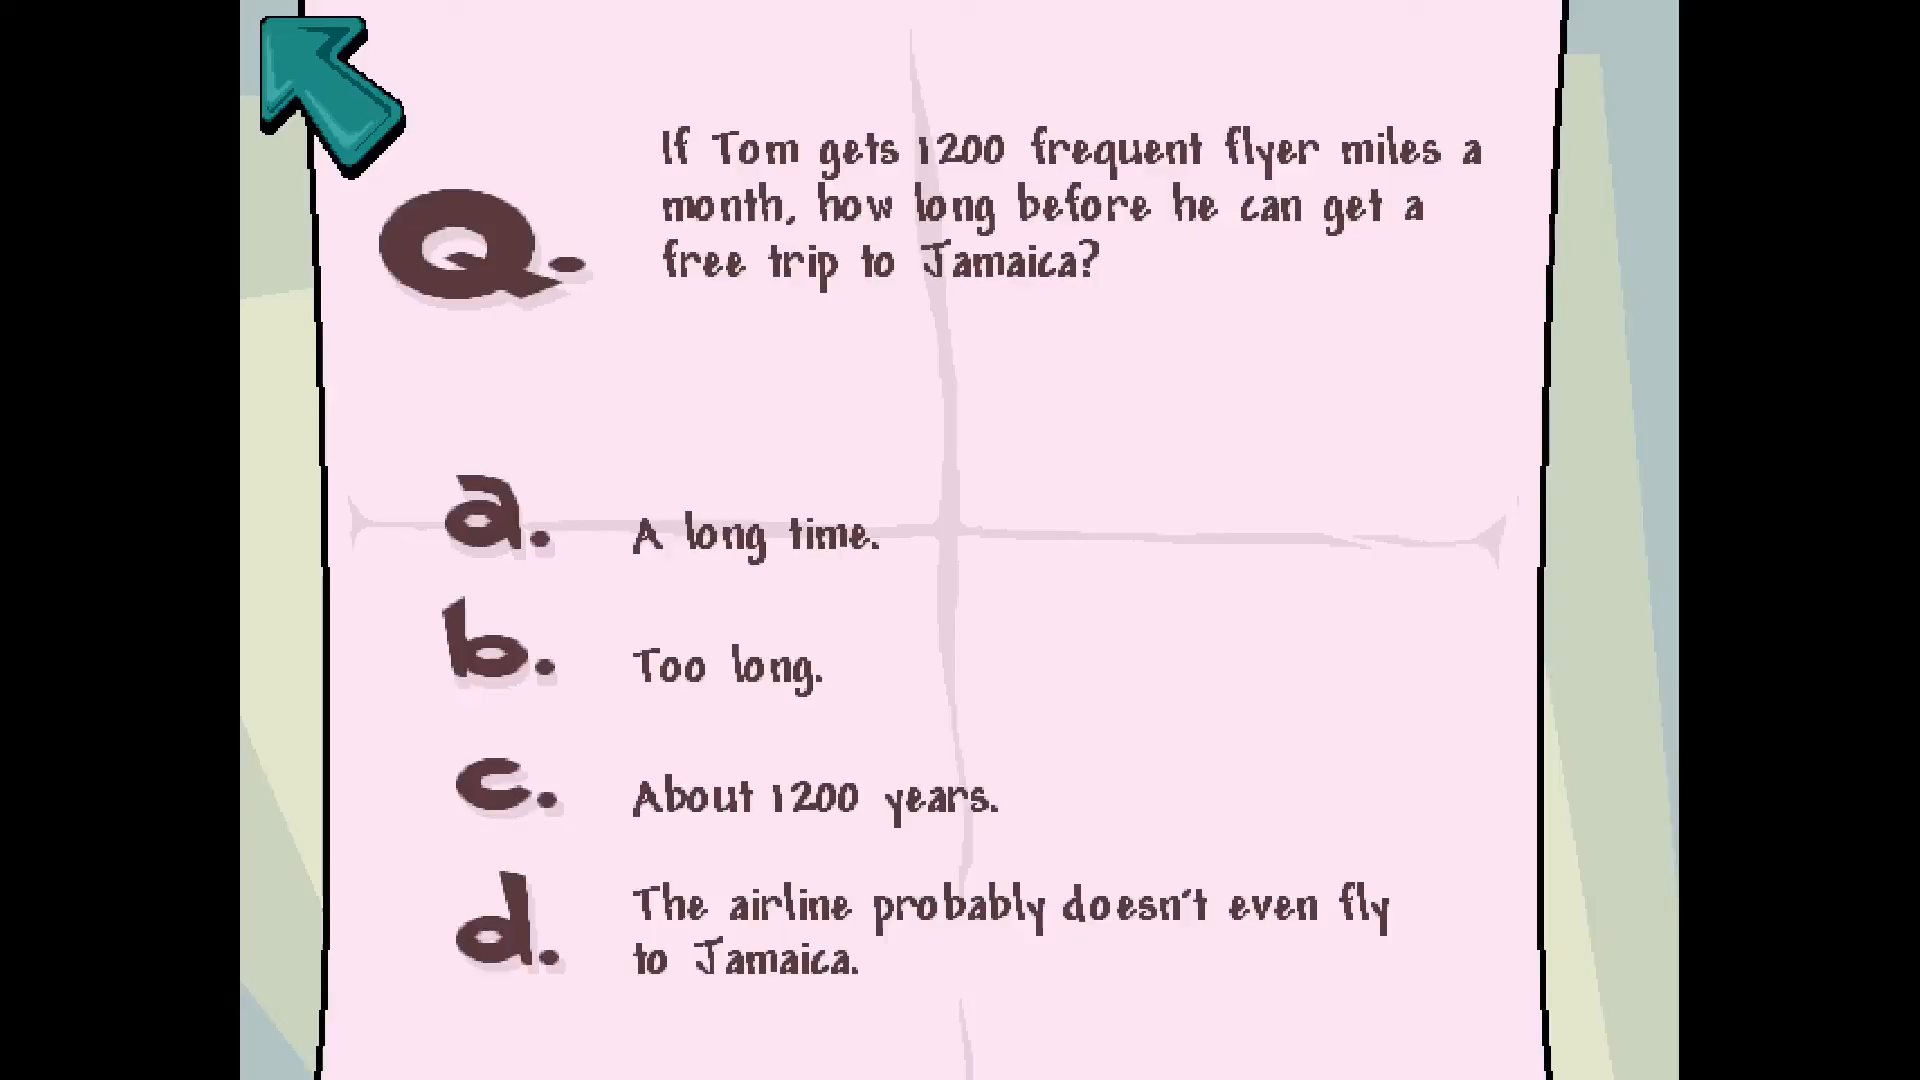 Q. If Tom gets 1200 frequent flyer miles a
month, how long before he can get a
free trip to Jamaica?
a. A long time.
b. Too long.
c. About 1200 years.
d. The airline probably doesn't even fly
to Jamaica.